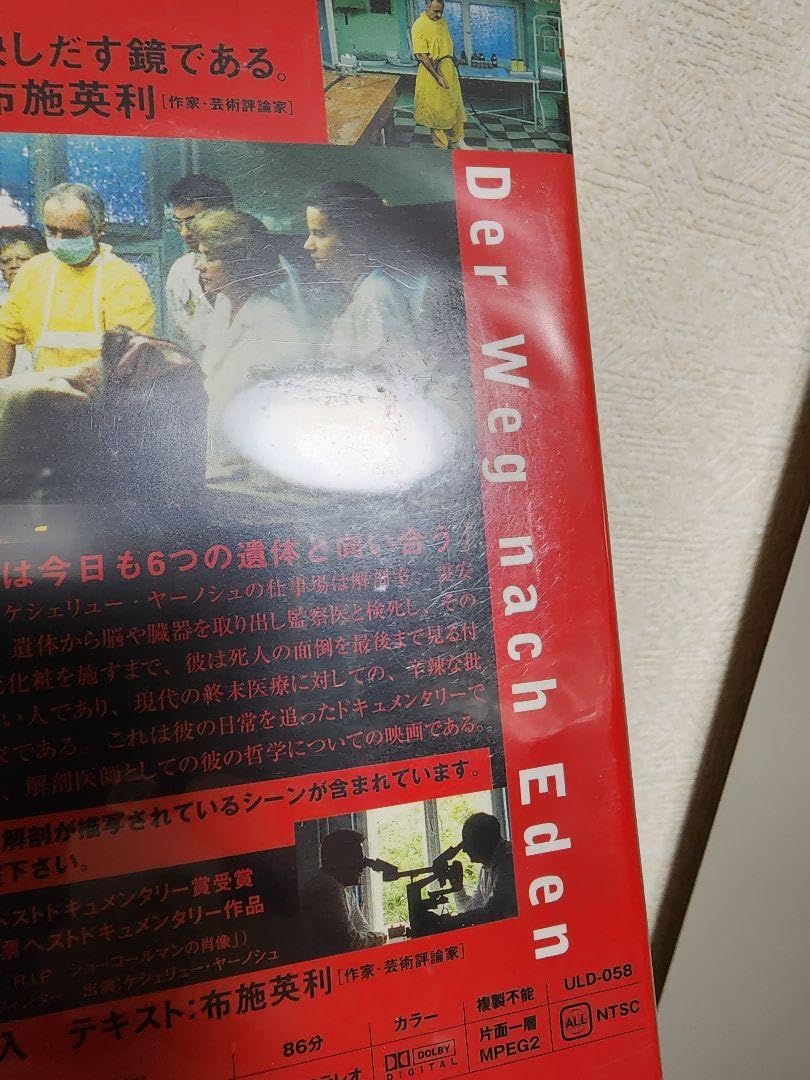 しだす鏡である。
布施英利[作家・芸術評論家]
Der Weg nach Eden
は今日も6つの遺体と向い合う」
ケシェリュー・ヤーノシュの仕事場は解剖室。
遺体から脳や臓器を取り出し監察医と検死し、その
化粧を施すまで、彼は死人の面倒を最後まで見る付
い人であり、現代の終末医療に対しての、辛辣な批
家である。これは彼の日常を追ったドキュメンタリーで
、解剖医師としての彼の哲学についての映画である。
解剖が描写されているシーンが含まれています。
下さい。
ベストドキュメンタリー賞受賞
票 ベストドキュメンタリー作品
R.I.P. ショーコールマンの肖像」)
ヴィンター 出演:ケシェリュー・ヤーノシュ
入 テキスト:布施英利[作家・芸術評論家]
86分
カラー
複製不能
ULD-058
テレオ
DOLBY
DIGITAL
片面一層
MPEG2
ALL
NTSC